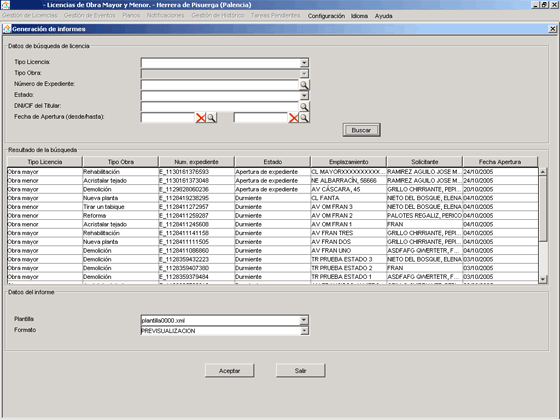 - Licencias de Obra Mayor y Menor. - Herrera de Pisuerga (Palencia)
Gestión de Licencias Gestión de Eventos Planos Notificaciones Gestión de Histórico Tareas Pendientes Configuración Idioma Ayuda
Generación de informes
Datos de búsqueda de licencia
Tipo Licencia:
Tipo Obra:
Número de Expediente:
Estado:
DNI/CIF del Titular:
Fecha de Apertura (desde/hasta):
Buscar
Resultado de la búsqueda
Tipo Licencia Tipo Obra Num. expediente Estado Emplazamiento Solicitante Fecha Apertura
Obra mayor Rehabilitación E_1130161376593 Apertura de expediente CL MAYORXXXXXXXXXX... RAMIREZ AGUILO JOSE M... 24/10/2005
Obra menor Acristalar tejado E_1130161373048 Apertura de expediente NE ALBARRACÍN, 56666 RAMIREZ AGUILO JOSE M... 24/10/2005
Obra mayor Demolición E_1129828060236 Apertura de expediente AV CÁSCARA, 45 GRILLO CHIRRIANTE, PEPI... 20/10/2005
Obra mayor Nueva planta E_1128419238295 Durmiente CL FANTA NIETO DEL BOSQUE, ELENA 04/10/2005
Obra menor Tirar un tabique E_1128411272957 Durmiente AV OM FRAN 3 NIETO DEL BOSQUE, ELENA 04/10/2005
Obra menor Reforma E_1128411259287 Durmiente AV OM FRAN 2 PALOTES REGALIZ, PERICO 04/10/2005
Obra menor Acristalar tejado E_1128411245608 Durmiente AV OM FRAN 1 FRAN 04/10/2005
Obra mayor Rehabilitación E_1128411141158 Durmiente AV FRAN TRES GRILLO CHIRRIANTE, PEPI... 04/10/2005
Obra mayor Nueva planta E_1128411111505 Durmiente AV FRAN DOS GRILLO CHIRRIANTE, PEPI... 04/10/2005
Obra mayor Demolición E_1128411086860 Durmiente AV FRAN UNO ASDFAFG-QWERTETR, F... 04/10/2005
Obra mayor Demolición E_1128359432223 Durmiente TR PRUEBA ESTADO 3 NIETO DEL BOSQUE, ELENA 03/10/2005
Obra mayor Demolición E_1128359407380 Durmiente TR PRUEBA ESTADO 2 FRAN 03/10/2005
Obra mayor Demolición E_1128359379484 Durmiente TR PRUEBA ESTADO 1 ASDFAFG-QWERTETR, F... 03/10/2005
Datos del informe
Plantilla plantilla0000.xml
Formato PREVISUALIZACION
Aceptar Salir